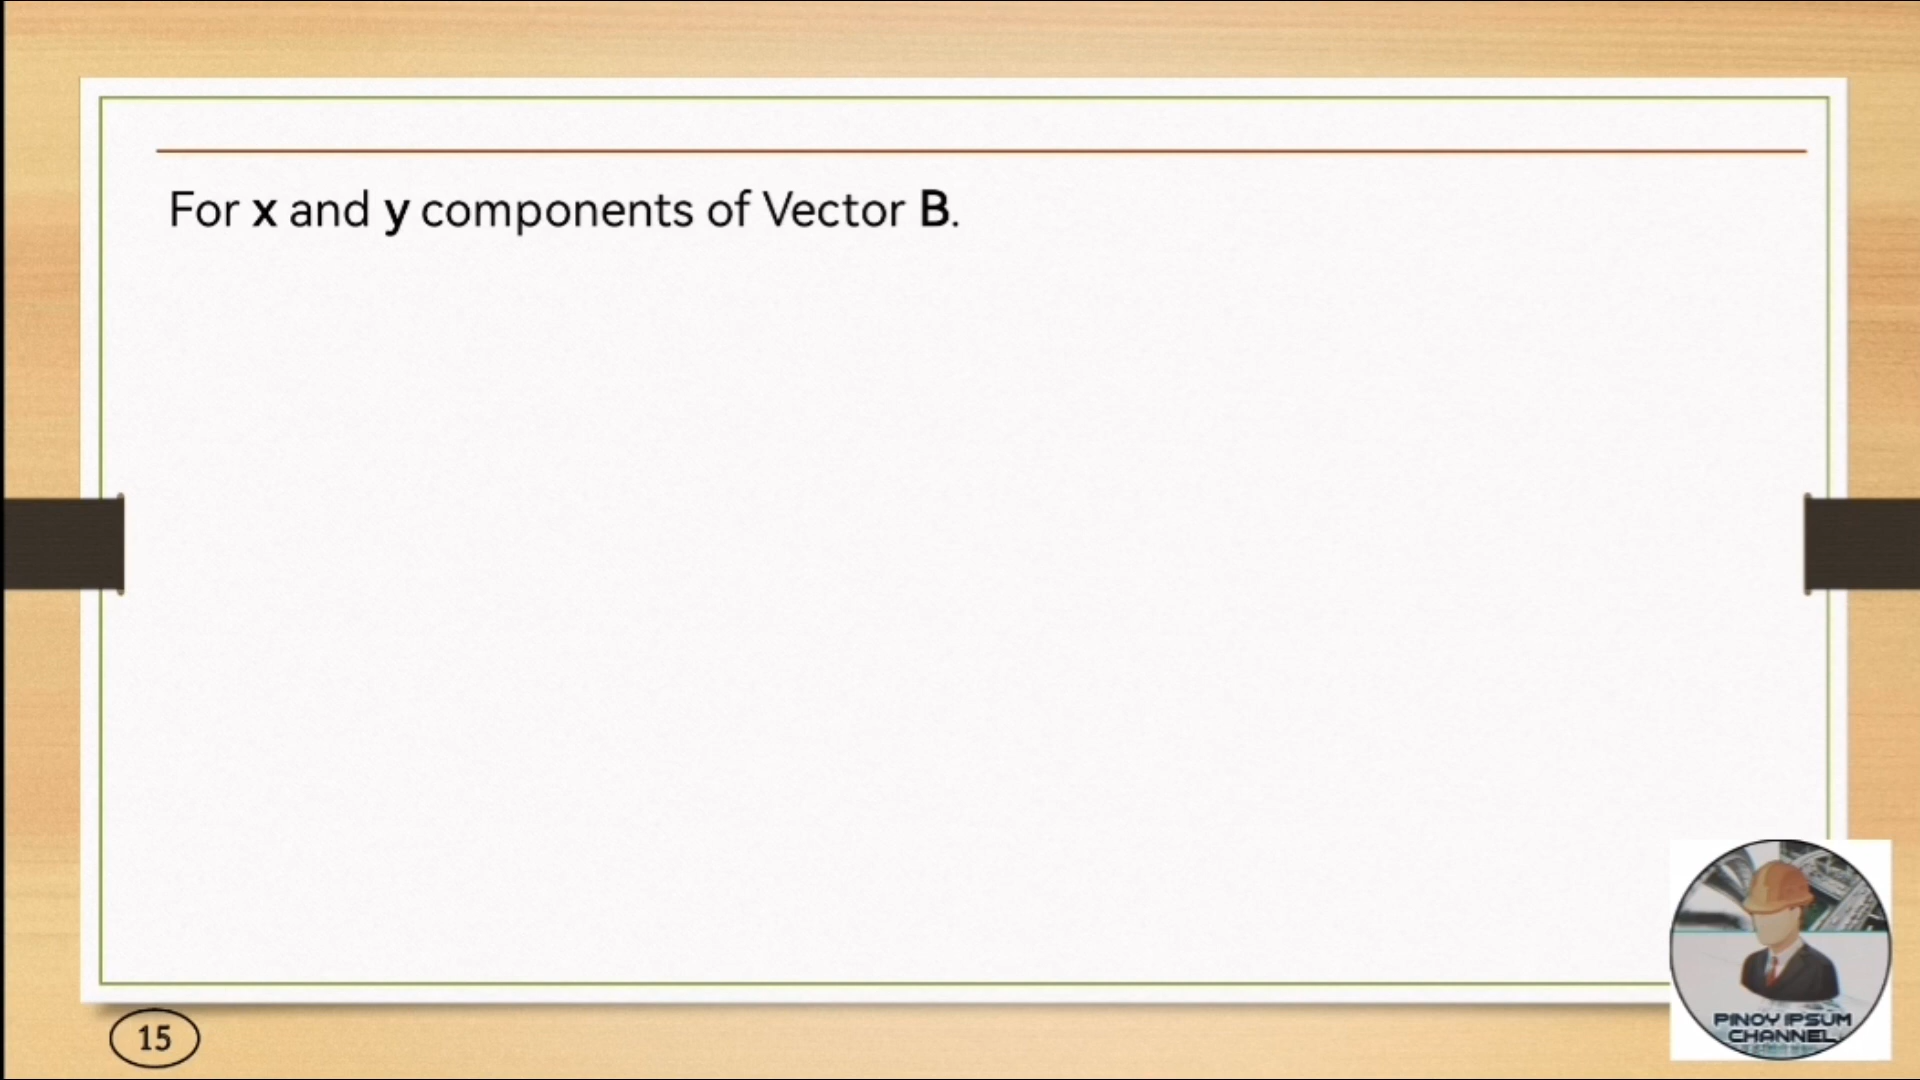 For x and y components of Vector B.
15
PINOY IPSUM
CHANNEL